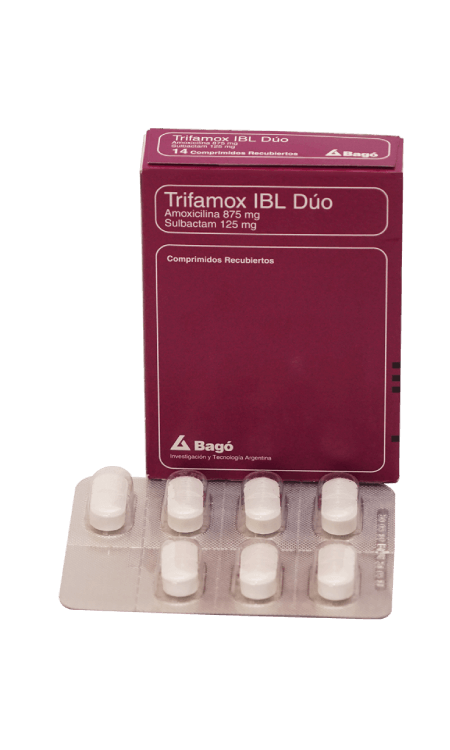 Trifamox IBL Dúo
Amoxicilina 875 mg
Sulbactam 125 mg
14 Comprimidos Recubiertos
Bagó
Trifamox IBL Dúo
Amoxicilina 875 mg
Sulbactam 125 mg
Comprimidos Recubiertos
Bagó
Investigación y Tecnología Argentina